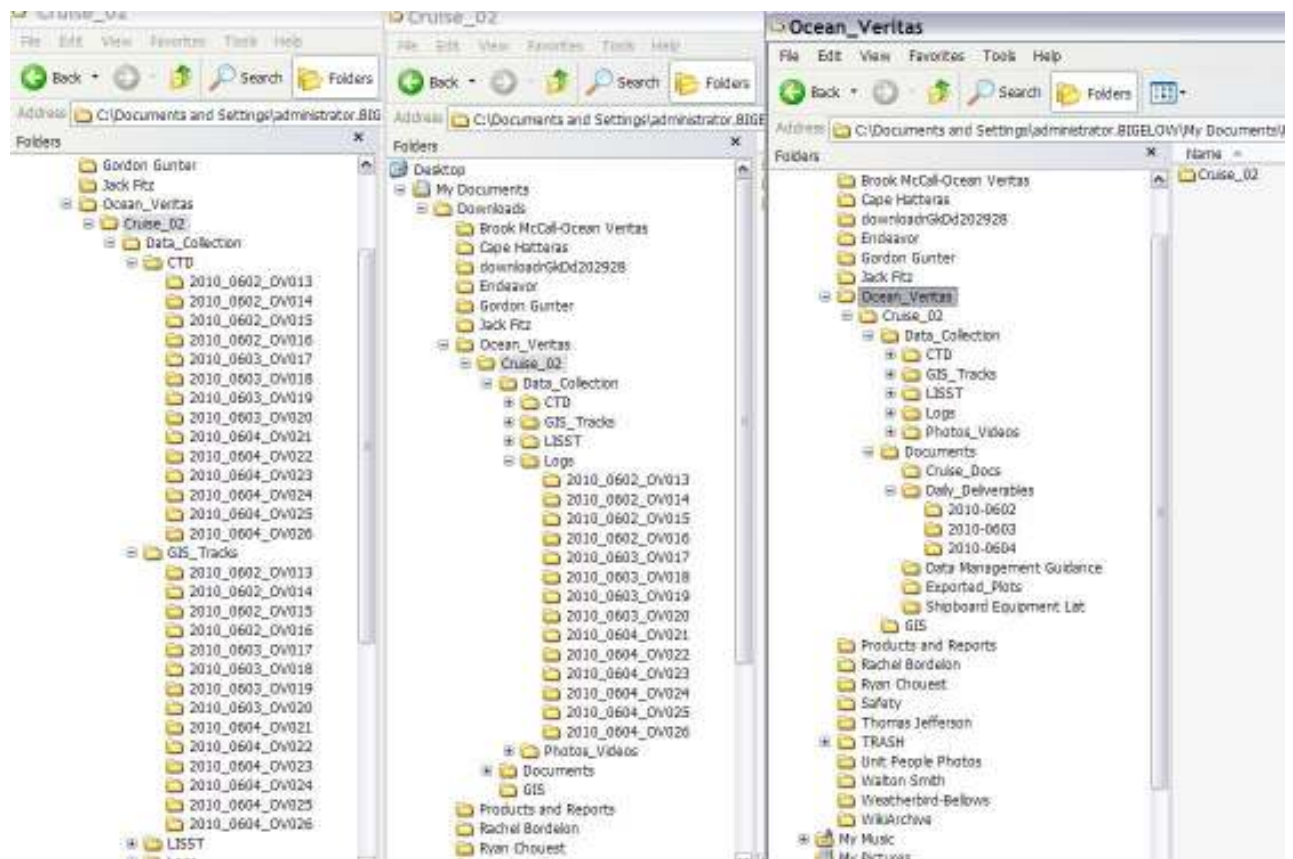 Cruise_02
File Edit View Favorites Tools Help
Back Search Folders
Address C:\Documents and Settings\administrator.BIG
Folders x
Gordon Gunter
Jack Fitz
Ocean_Veritas
Cruise_02
Data_Collection
CTD
2010_0602_OV013
2010_0602_OV014
2010_0602_OV015
2010_0602_OV016
2010_0603_OV017
2010_0603_OV018
2010_0603_OV019
2010_0603_OV020
2010_0604_OV021
2010_0604_OV022
2010_0604_OV023
2010_0604_OV024
2010_0604_OV025
2010_0604_OV026
GIS_Tracks
2010_0602_OV013
2010_0602_OV014
2010_0602_OV015
2010_0602_OV016
2010_0603_OV017
2010_0603_OV018
2010_0603_OV019
2010_0603_OV020
2010_0604_OV021
2010_0604_OV022
2010_0604_OV023
2010_0604_OV024
2010_0604_OV025
2010_0604_OV026
LISST
Cruise_02
File Edit View Favorites Tools Help
Back Search Folders
Address C:\Documents and Settings\administrator.BIGE
Folders x
Desktop
My Documents
Downloads
Brook McCall-Ocean Veritas
Cape Hatteras
downloadrGkDd202928
Endeavor
Gordon Gunter
Jack Fitz
Ocean_Veritas
Cruise_02
Data_Collection
CTD
GIS_Tracks
LISST
Logs
2010_0602_OV013
2010_0602_OV014
2010_0602_OV015
2010_0602_OV016
2010_0603_OV017
2010_0603_OV018
2010_0603_OV019
2010_0603_OV020
2010_0604_OV021
2010_0604_OV022
2010_0604_OV023
2010_0604_OV024
2010_0604_OV025
2010_0604_OV026
Photos_Videos
Documents
GIS
Products and Reports
Rachel Bordelon
Ryan Chouest
Ocean_Veritas
File Edit View Favorites Tools Help
Back Search Folders
Address C:\Documents and Settings\administrator.BIGELOW\My Documents\
Folders x Name
Brook McCall-Ocean Veritas
Cruise_02
Cape Hatteras
downloadrGkDd202928
Endeavor
Gordon Gunter
Jack Fitz
Ocean_Veritas
Cruise_02
Data_Collection
CTD
GIS_Tracks
LISST
Logs
Photos_Videos
Documents
Cruise_Docs
Daily_Deliverables
2010-0602
2010-0603
2010-0604
Data Management Guidance
Exported_Plots
Shipboard Equipment List
GIS
Products and Reports
Rachel Bordelon
Ryan Chouest
Safety
Thomas Jefferson
TRASH
Unit People Photos
Walton Smith
Weatherbird-Bellows
WikiArchive
My Music
My Pictures